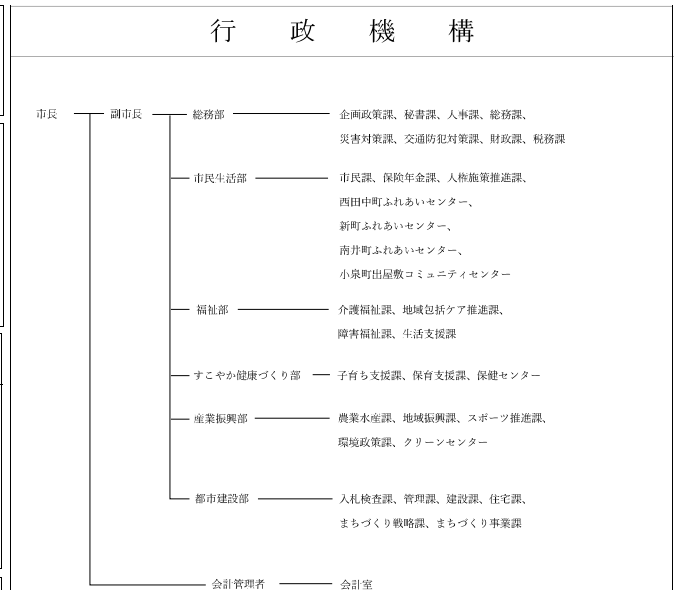 行政機構
市長 副市長 総務部 企画政策課、秘書課、人事課、総務課、
災害対策課、交通防犯対策課、財政課、税務課
市民生活部 市民課、保険年金課、人権施策推進課、
西田中町ふれあいセンター、
新町ふれあいセンター、
南井町ふれあいセンター、
小泉町出屋敷コミュニティセンター
福祉部 介護福祉課、地域包括ケア推進課、
障害福祉課、生活支援課
すこやか健康づくり部 子育ち支援課、保育支援課、保健センター
産業振興部 農業水産課、地域振興課、スポーツ推進課、
環境政策課、クリーンセンター
都市建設部 入札検査課、管理課、建設課、住宅課、
まちづくり戦略課、まちづくり事業課
会計管理者 会計室